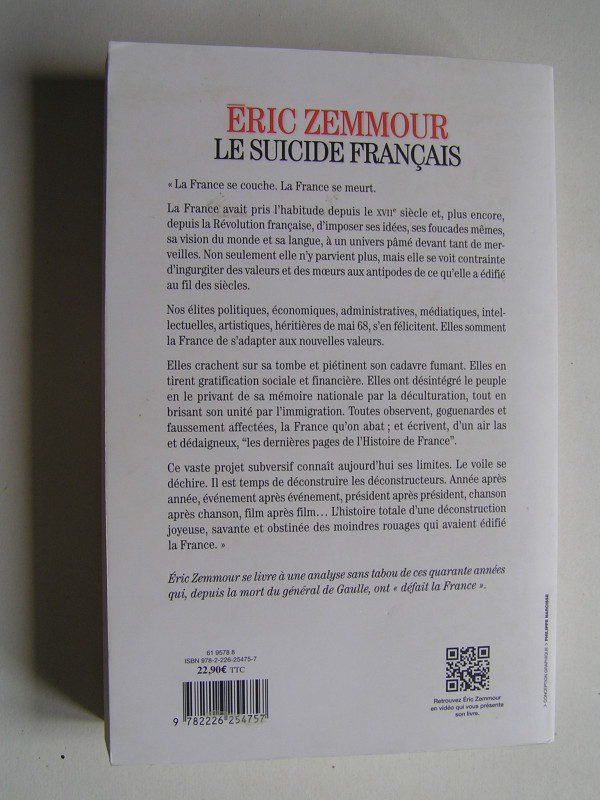 ÉRIC ZEMMOUR
LE SUICIDE FRANÇAIS
« La France se couche. La France se meurt.
La France avait pris l'habitude depuis le XVIIe siècle et, plus encore,
depuis la Révolution française, d'imposer ses idées, ses foucades mêmes,
sa vision du monde et sa langue, à un univers pâmé devant tant de mer-
veilles. Non seulement elle n'y parvient plus, mais elle se voit contrainte
d'ingurgiter des valeurs et des mœurs aux antipodes de ce qu'elle a édifié
au fil des siècles.
Nos élites politiques, économiques, administratives, médiatiques, intel-
lectuelles, artistiques, héritières de mai 68, s'en félicitent. Elles somment
la France de s'adapter aux nouvelles valeurs.
Elles crachent sur sa tombe et piétinent son cadavre fumant. Elles en
tirent gratification sociale et financière. Elles ont désintégré le peuple
en le privant de sa mémoire nationale par la déculturation, tout en
brisant son unité par l'immigration. Toutes observent, goguenardes et
faussement affectées, la France qu'on abat ; et écrivent, d'un air las
et dédaigneux, "les dernières pages de l'Histoire de France".
Ce vaste projet subversif connaît aujourd'hui ses limites. Le voile se
déchire. Il est temps de déconstruire les déconstructeurs. Année après
année, événement après événement, président après président, chanson
après chanson, film après film… L'histoire totale d'une déconstruction
joyeuse, savante et obstinée des moindres rouages qui avaient édifié
la France. »
Éric Zemmour se livre à une analyse sans tabou de ces quarante années
qui, depuis la mort du général de Gaulle, ont « défait la France ».
61 9578 8
ISBN 978-2-226-25475-7
22,90€ TTC
9 782226 254757
Retrouvez Éric Zemmour
en vidéo qui vous présente
son livre.
CONCEPTION GRAPHIQUE > PHILIPPE NARCISSE